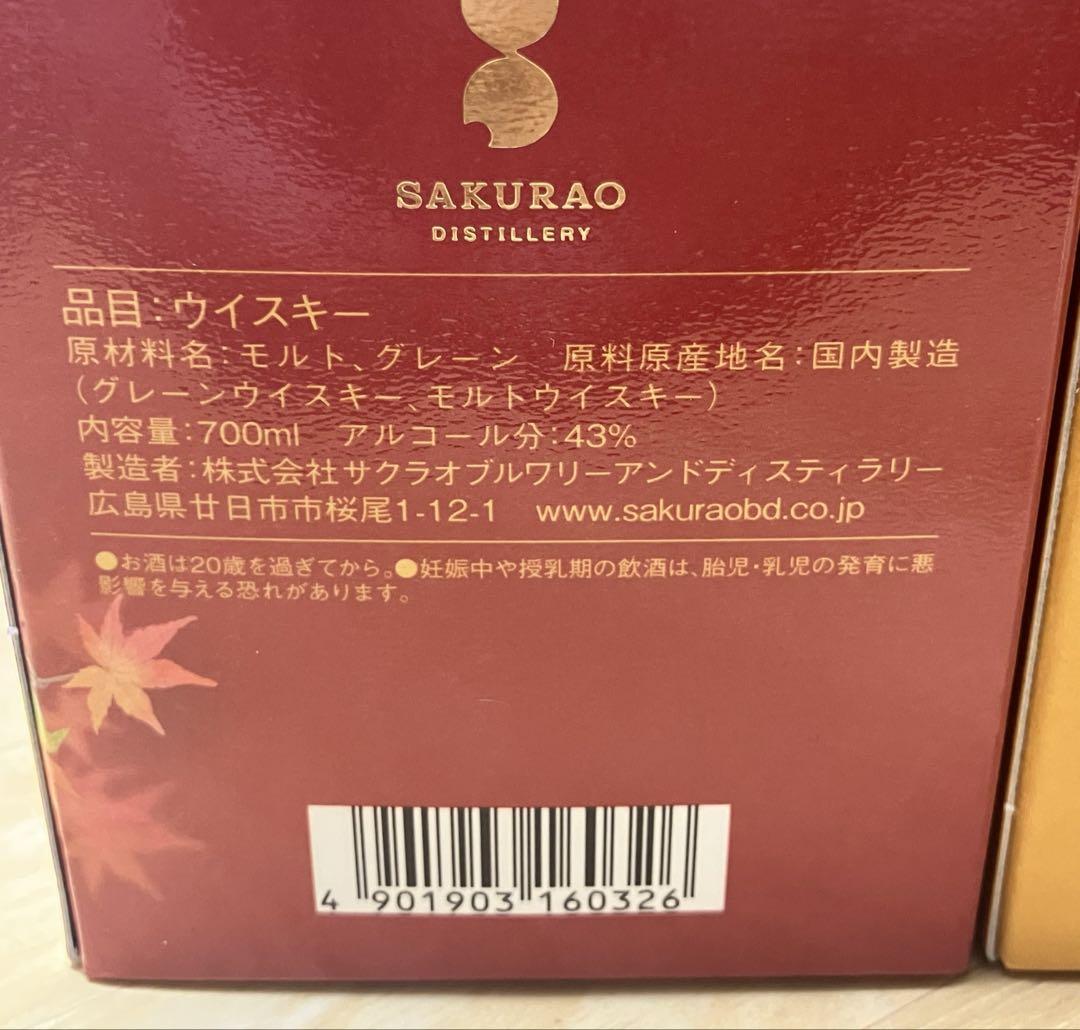 SAKURAO
DISTILLERY
品目:ウイスキー
原材料名:モルト、グレーン 原料原産地名:国内製造
(グレーンウイスキー、モルトウイスキー)
内容量:700ml アルコール分:43%
製造者:株式会社サクラオブルワリーアンドディスティラリー
広島県廿日市市桜尾1-12-1 www.sakuraobd.co.jp
●お酒は20歳を過ぎてから。●妊娠中や授乳期の飲酒は、胎児・乳児の発育に悪
影響を与える恐れがあります。
4 901903 160326